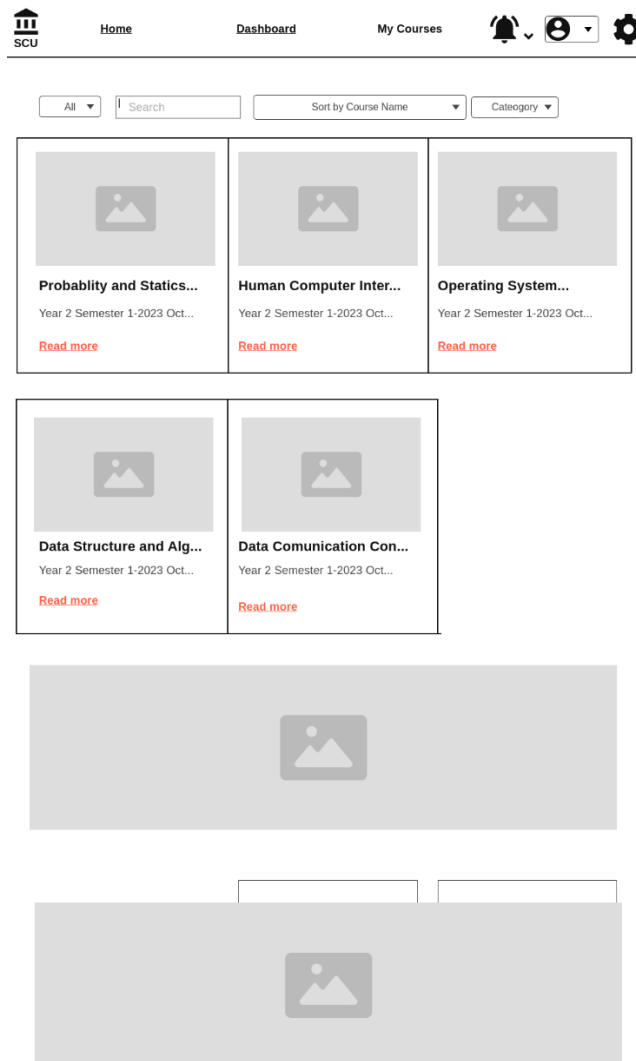 SCU
Home Dashboard My Courses
All Search Sort by Course Name Cateogory
Probablity and Statics... Human Computer Inter... Operating System...
Year 2 Semester 1-2023 Oct... Year 2 Semester 1-2023 Oct... Year 2 Semester 1-2023 Oct...
Read more Read more Read more
Data Structure and Alg... Data Comunication Con...
Year 2 Semester 1-2023 Oct... Year 2 Semester 1-2023 Oct...
Read more Read more